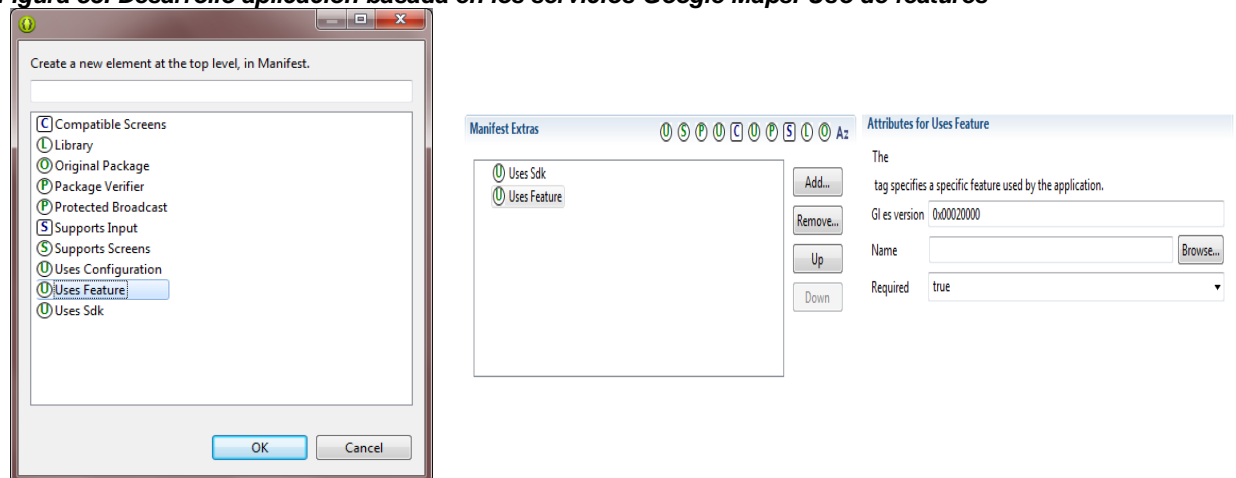 Create a new element at the top level, in Manifest.
C Compatible Screens
L Library
O Original Package
P Package Verifier
P Protected Broadcast
S Supports Input
S Supports Screens
U Uses Configuration
U Uses Feature
U Uses Sdk
OK Cancel
Manifest Extras U S P U C U P S L O Az
U Uses Sdk
U Uses Feature
Add...
Remove...
Up
Down
Attributes for Uses Feature
The
tag specifies a specific feature used by the application.
Gl es version 0x00020000
Name Browse...
Required true